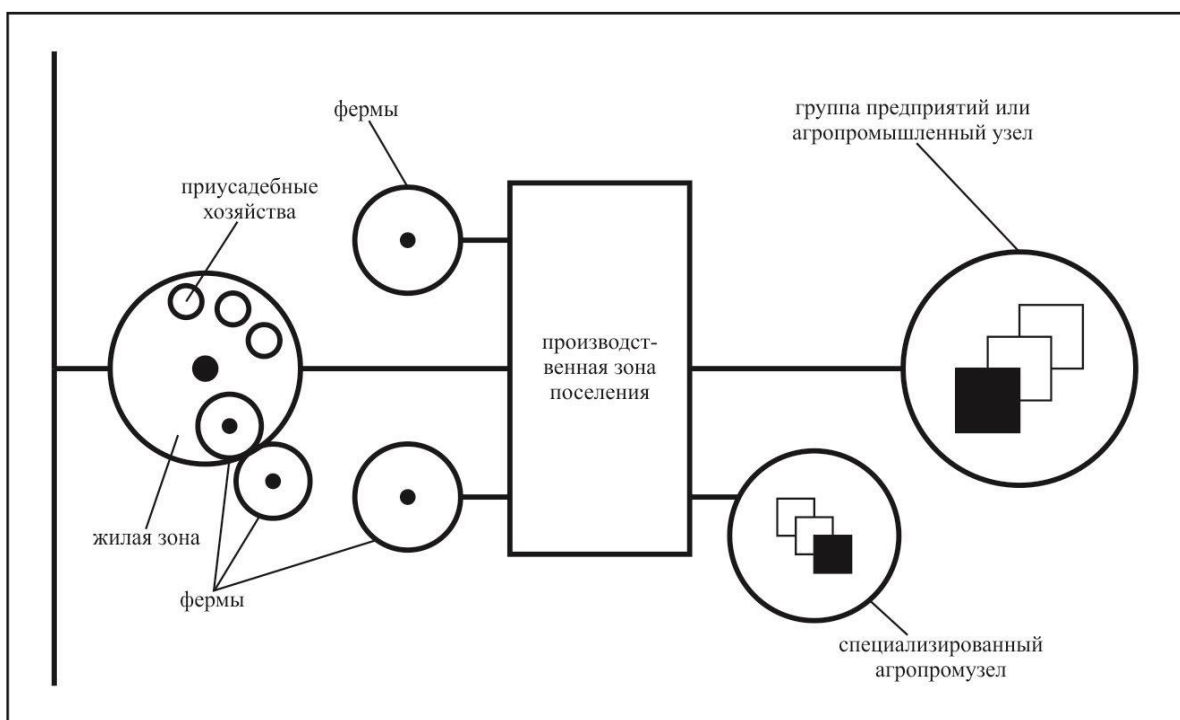 фермы
группа предприятий или
агропромышленный узел
приусадебные
хозяйства
производст-
венная зона
поселения
жилая зона
фермы
специализированный
агропромузел